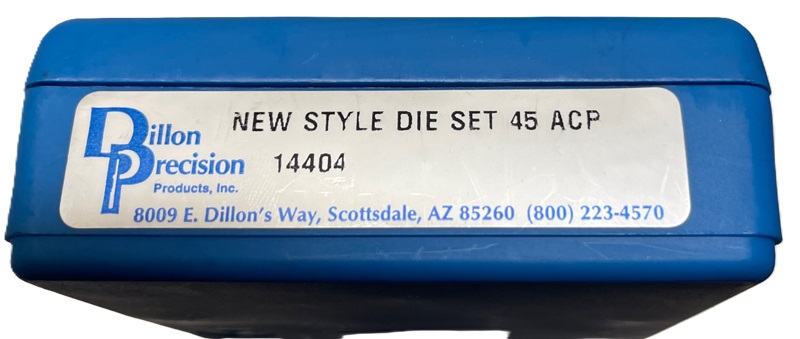 Dillon
Precision
Products, Inc.
NEW STYLE DIE SET 45 ACP
14404
8009 E. Dillon's Way, Scottsdale, AZ 85260 (800) 223-4570